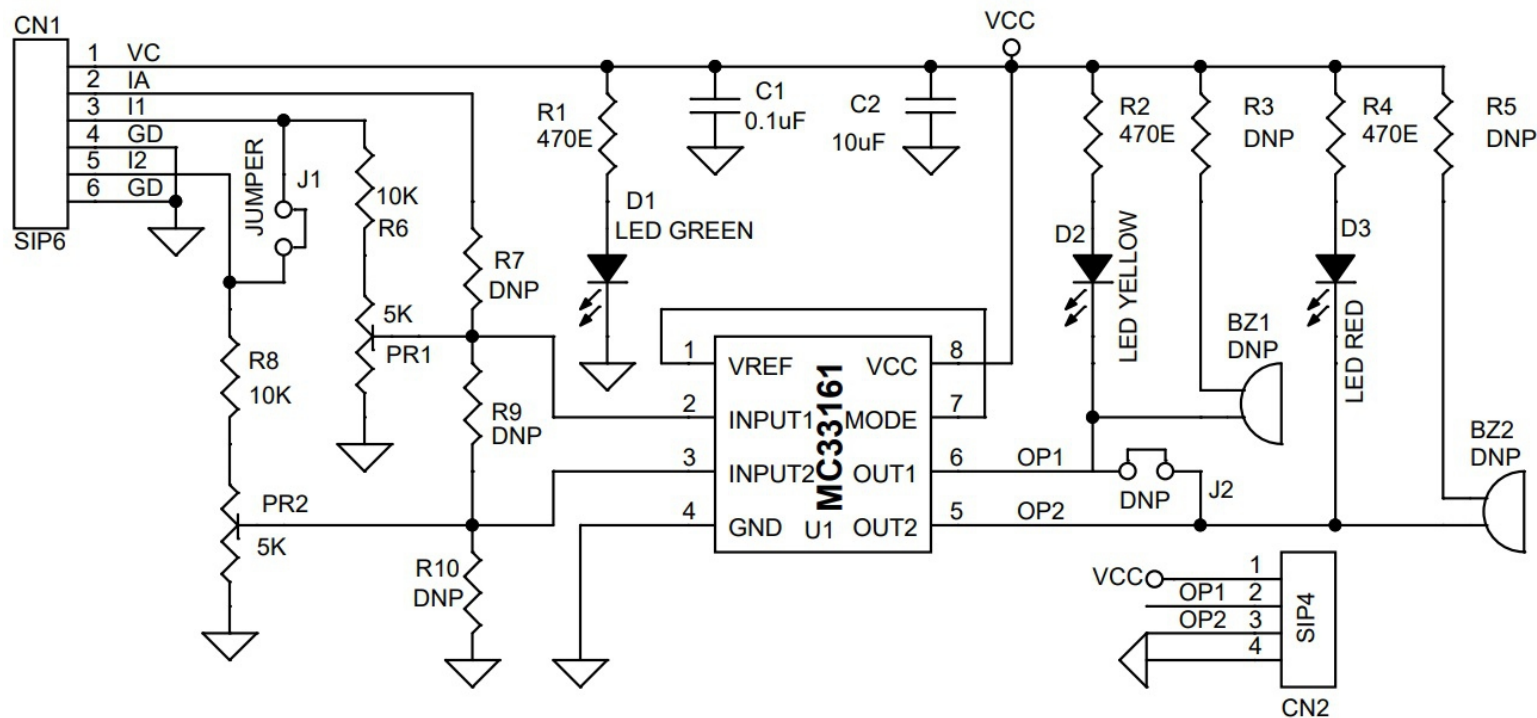 CN1
1 VC
2 IA
3 I1
4 GD
5 I2
6 GD
SIP6
JUMPER
J1
10K
R6
5K
PR1
R8
10K
PR2
5K
R7
DNP
R9
DNP
R10
DNP
R1
470E
D1
LED GREEN
C1
0.1uF
C2
10uF
VCC
R2
470E
R3
DNP
R4
470E
R5
DNP
D2
LED YELLOW
BZ1
DNP
D3
LED RED
BZ2
DNP
1 VREF
2 INPUT1
3 INPUT2
4 GND
MC33161
U1
VCC 8
MODE 7
OUT1 6
OUT2 5
OP1
OP2
DNP
J2
VCC 1
OP1 2
OP2 3
4
SIP4
CN2